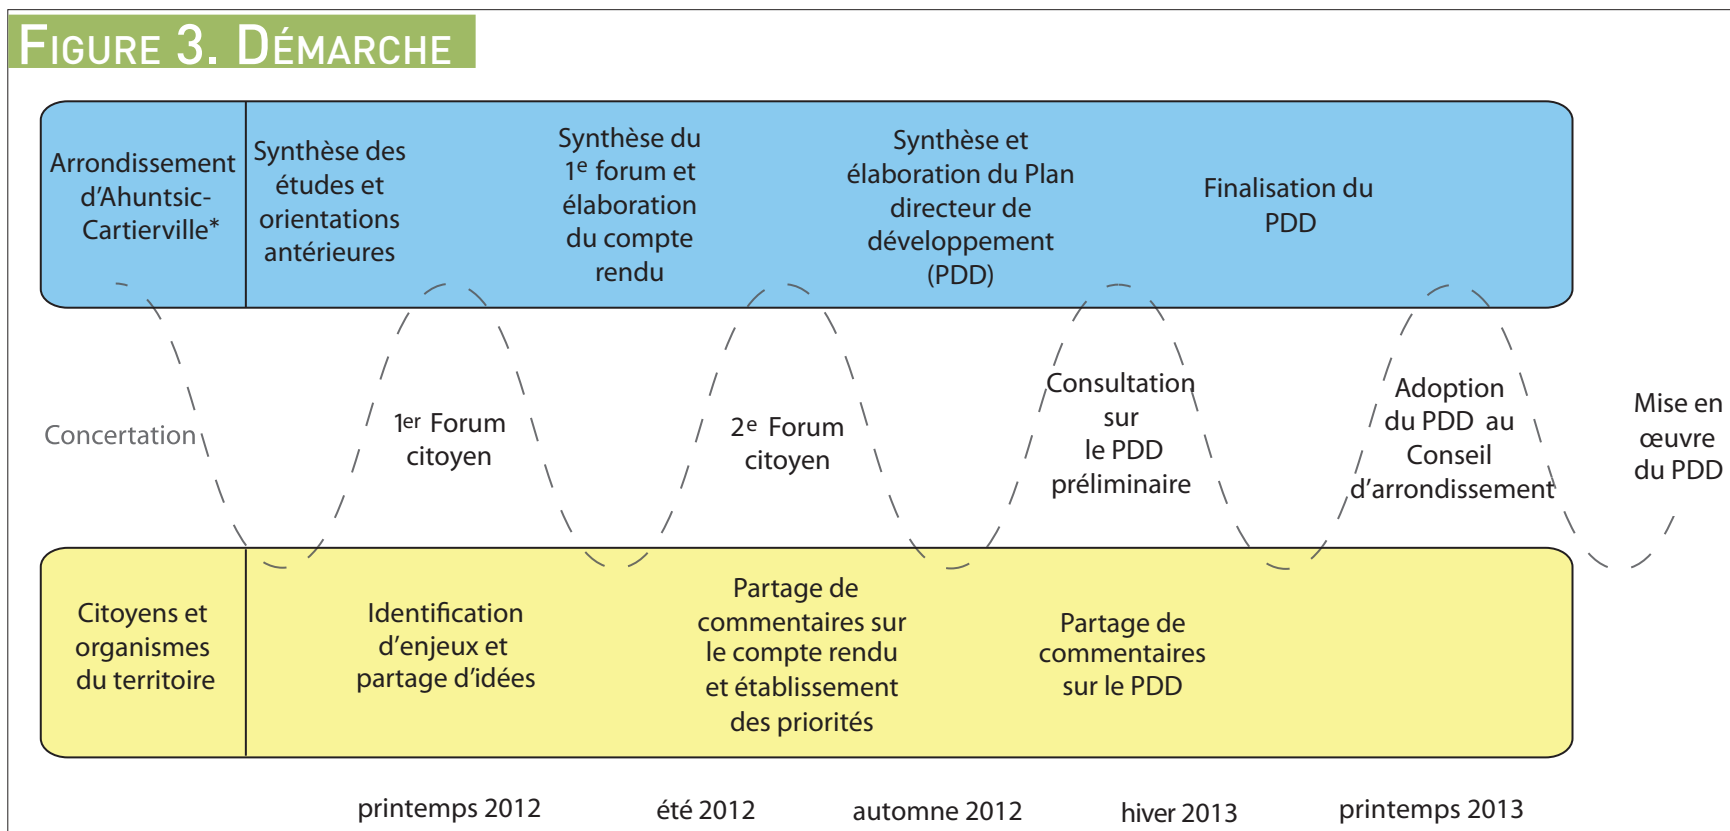 FIGURE 3. DÉMARCHE
Arrondissement
d'Ahuntsic-
Cartierville*
Synthèse des
études et
orientations
antérieures
Synthèse du
1e forum et
élaboration
du compte
rendu
Synthèse et
élaboration du Plan
directeur de
développement
(PDD)
Finalisation du
PDD
Concertation
1er Forum
citoyen
2e Forum
citoyen
Consultation
sur
le PDD
préliminaire
Adoption
du PDD au
Conseil
d'arrondissement
Mise en
œuvre
du PDD
Citoyens et
organismes
du territoire
Identification
d'enjeux et
partage d'idées
Partage de
commentaires sur
le compte rendu
et établissement
des priorités
Partage de
commentaires
sur le PDD
printemps 2012
été 2012
automne 2012
hiver 2013
printemps 2013